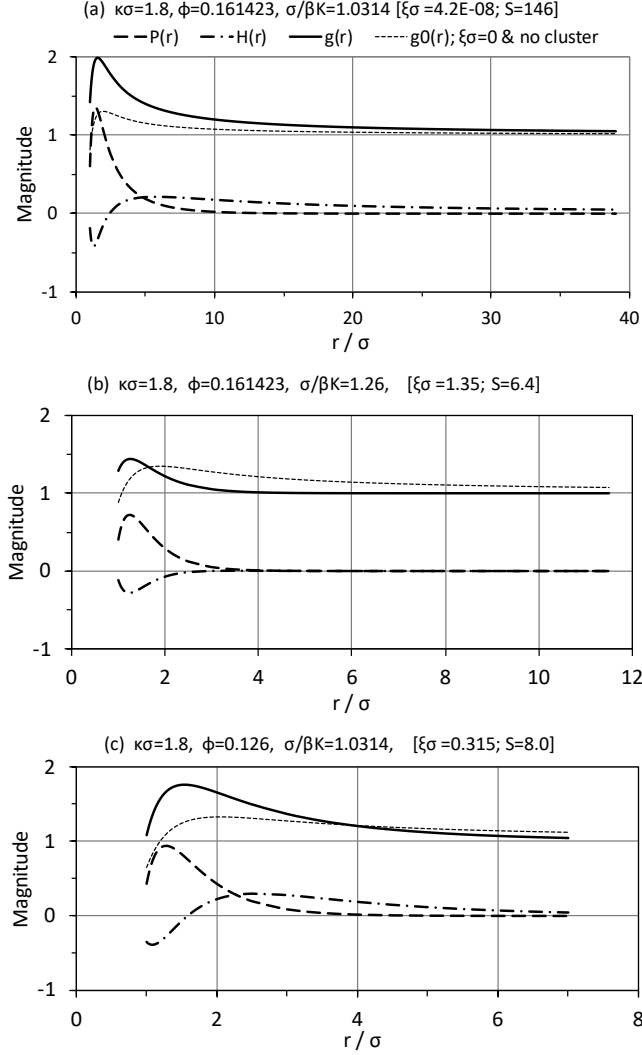 (a) κσ=1.8, ϕ=0.161423, σ/βK=1.0314 [ξσ =4.2E-08; S=146]
P(r) H(r) g(r) g0(r); ξσ=0 & no cluster
2
1
0
-1
Magnitude
0 10 20 30 40
r / σ
(b) κσ=1.8, ϕ=0.161423, σ/βK=1.26, [ξσ =1.35; S=6.4]
2
1
0
-1
Magnitude
0 2 4 6 8 10 12
r / σ
(c) κσ=1.8, ϕ=0.126, σ/βK=1.0314, [ξσ =0.315; S=8.0]
2
1
0
-1
Magnitude
0 2 4 6 8
r / σ